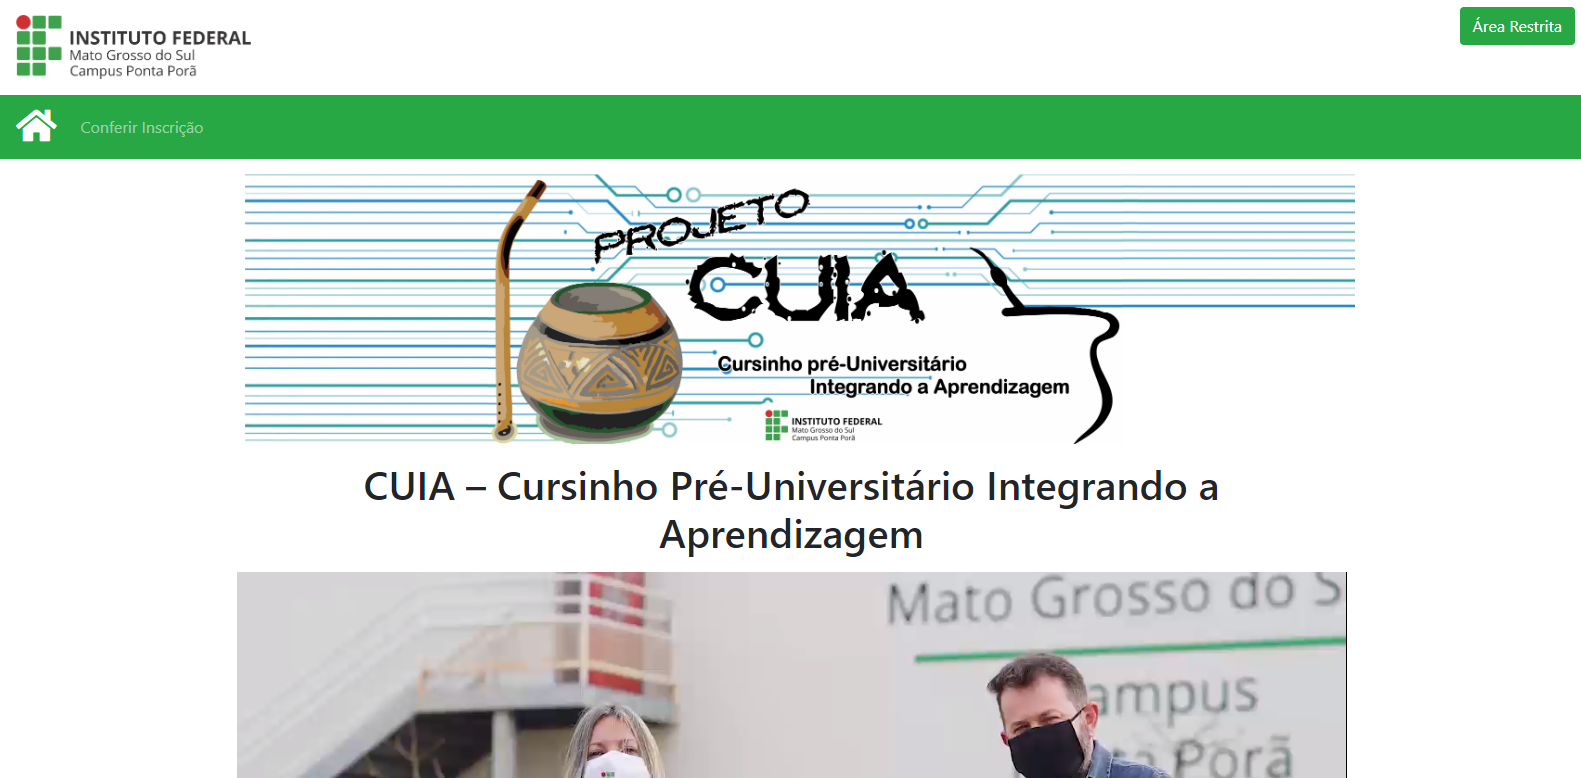 INSTITUTO FEDERAL
Mato Grosso do Sul
Campus Ponta Porã
Área Restrita
Conferir Inscrição
PROJETO
CUIA
Cursinho pré-Universitário
Integrando a Aprendizagem
INSTITUTO FEDERAL
Mato Grosso do Sul
Campus Ponta Porã
CUIA – Cursinho Pré-Universitário Integrando a
Aprendizagem
Mato Grosso do S
Campus
ta Porã